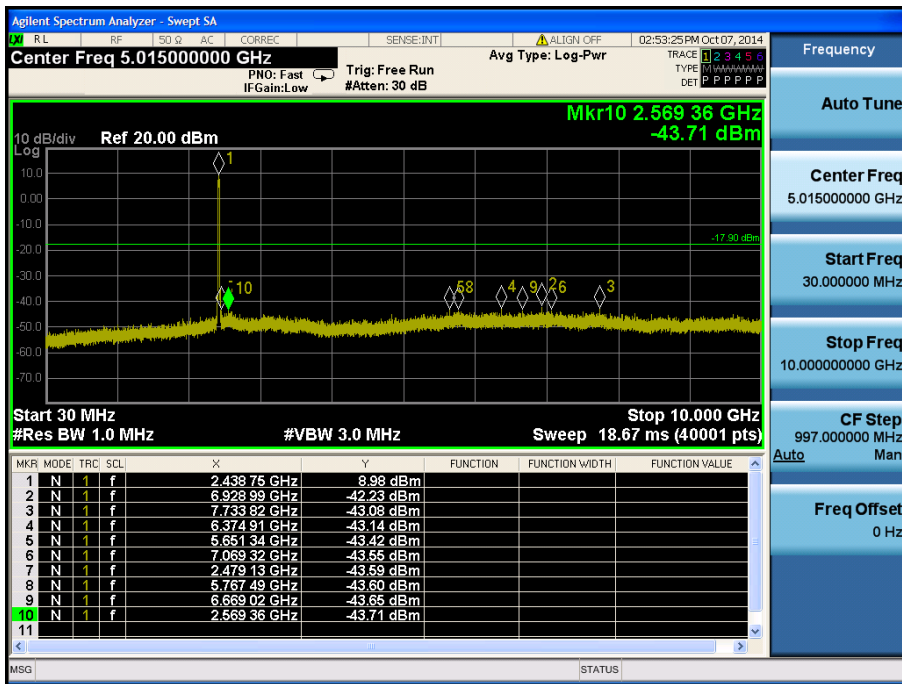 Agilent Spectrum Analyzer - Swept SA
LXI RL RF 50 Ω AC CORREC SENSE:INT ALIGN OFF 02:53:25PM Oct 07, 2014
Center Freq 5.015000000 GHz
PNO: Fast
IFGain:Low
Trig: Free Run
#Atten: 30 dB
Avg Type: Log-Pwr
TRACE 1 2 3 4 5 6
TYPE MWWWWW
DET P P P P P P
Mkr10 2.569 36 GHz
-43.71 dBm
10 dB/div Ref 20.00 dBm
Log
10.0
0.00
-10.0
-20.0
-30.0
-40.0
-50.0
-60.0
-70.0
1
-17.90 dBm
10 5 8 4 9 2 6 3
Start 30 MHz Stop 10.000 GHz
#Res BW 1.0 MHz #VBW 3.0 MHz Sweep 18.67 ms (40001 pts)
MKR MODE TRC SCL X Y FUNCTION FUNCTION WIDTH FUNCTION VALUE
1 N 1 f 2.438 75 GHz 8.98 dBm
2 N 1 f 6.928 99 GHz -42.23 dBm
3 N 1 f 7.733 82 GHz -43.08 dBm
4 N 1 f 6.374 91 GHz -43.14 dBm
5 N 1 f 5.651 34 GHz -43.42 dBm
6 N 1 f 7.069 32 GHz -43.55 dBm
7 N 1 f 2.479 13 GHz -43.59 dBm
8 N 1 f 5.767 49 GHz -43.60 dBm
9 N 1 f 6.669 02 GHz -43.65 dBm
10 N 1 f 2.569 36 GHz -43.71 dBm
11
MSG STATUS
Frequency
Auto Tune
Center Freq
5.015000000 GHz
Start Freq
30.000000 MHz
Stop Freq
10.000000000 GHz
CF Step
997.000000 MHz
Auto Man
Freq Offset
0 Hz